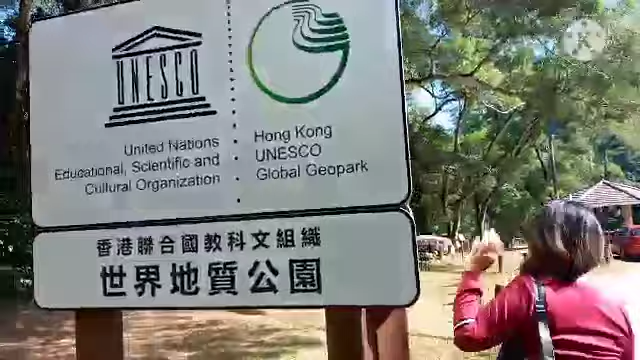 UNESCO
United Nations
Educational, Scientific and
Cultural Organization
Hong Kong
UNESCO
Global Geopark
香港聯合國教科文組織
世界地質公園